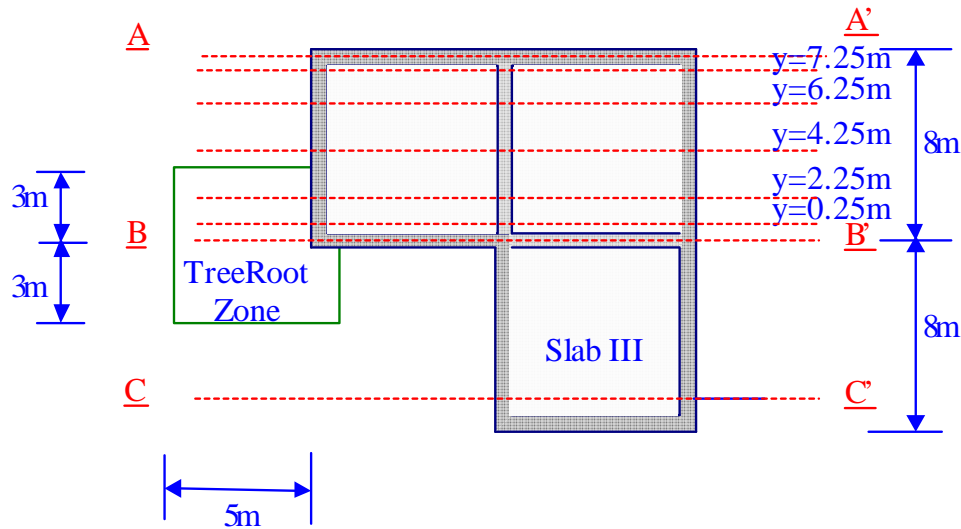 A
A'
y=7.25m
y=6.25m
y=4.25m
8m
3m
y=2.25m
y=0.25m
B
B'
3m
TreeRoot
Zone
Slab III
8m
C
C'
5m